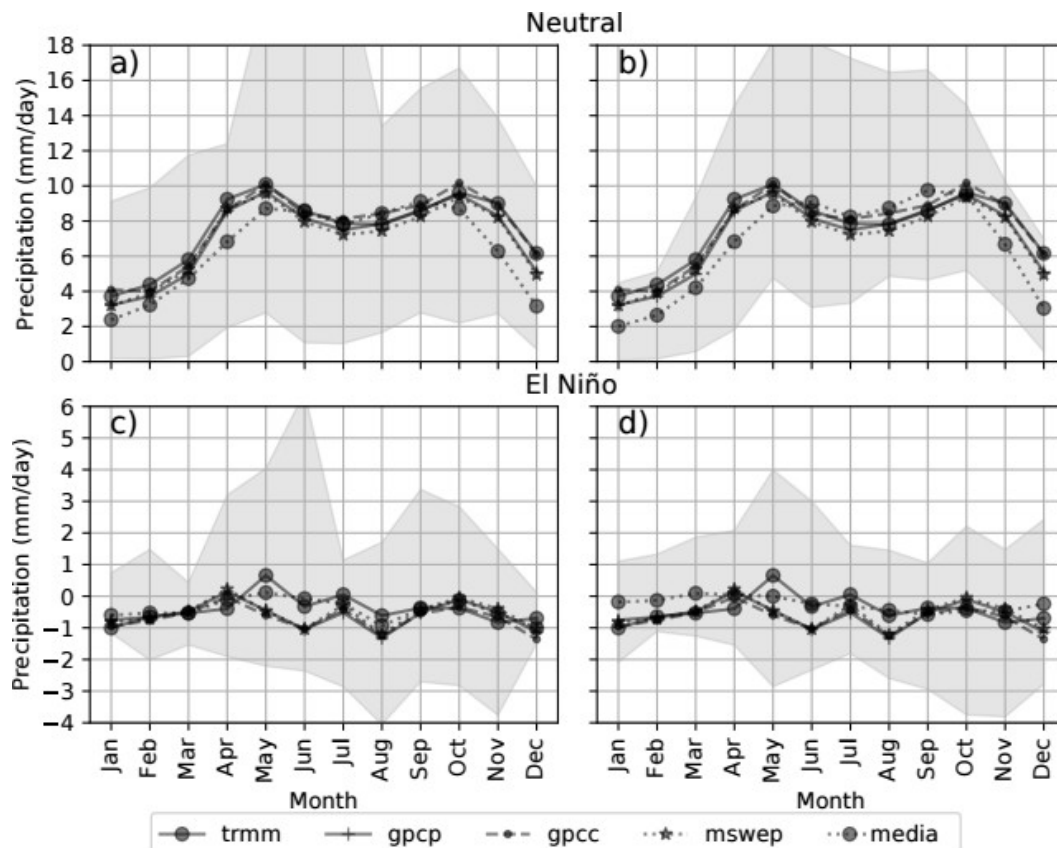 Neutral
a)
b)
Precipitation (mm/day)
18
16
14
12
10
8
6
4
2
0
El Niño
c)
d)
Precipitation (mm/day)
6
5
4
3
2
1
0
−1
−2
−3
−4
Jan Feb Mar Apr May Jun Jul Aug Sep Oct Nov Dec
Jan Feb Mar Apr May Jun Jul Aug Sep Oct Nov Dec
Month Month
trmm gpcp gpcc mswep media